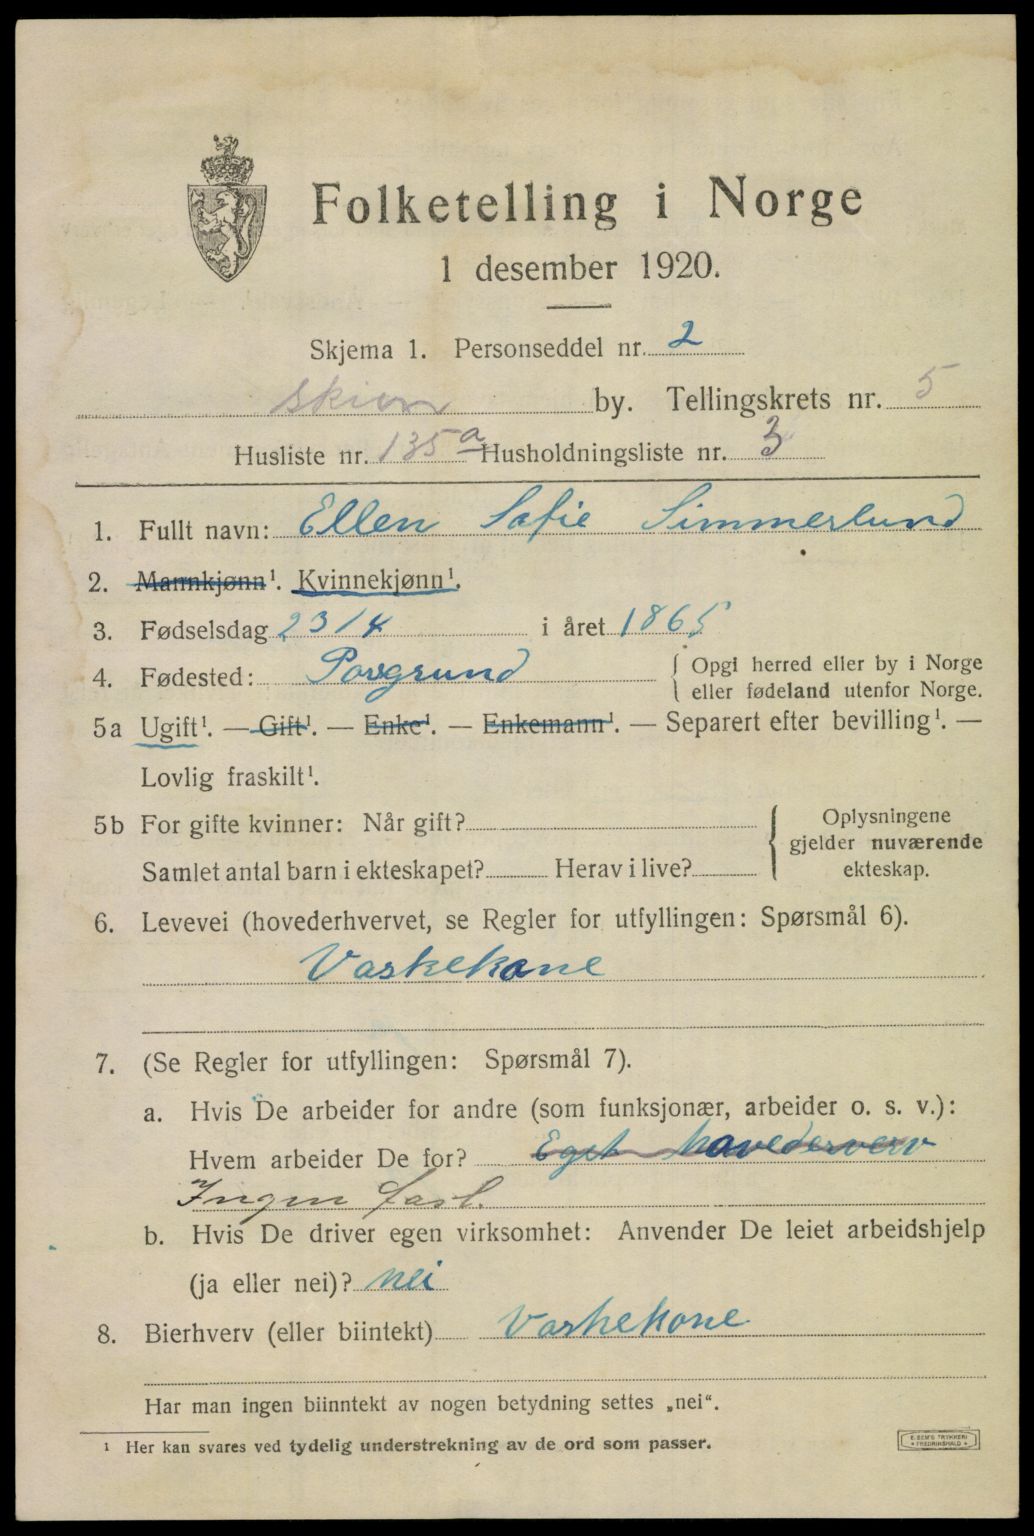 Folketelling i Norge
1 desember 1920.
Skjema 1. Personseddel nr. 2
Skien by. Tellingskrets nr. 5
Husliste nr. 135a Husholdningsliste nr. 3
1. Fullt navn: Ellen Sofie Simmerlund
2. Mannkjønn¹. Kvinnekjønn¹.
3. Fødselsdag 23/4 i året 1865
4. Fødested: Porsgrund { Opgi herred eller by i Norge
eller fødeland utenfor Norge.
5a Ugift¹. — Gift¹. — Enke¹. — Enkemann¹. — Separert efter bevilling¹. —
Lovlig fraskilt¹.
5b For gifte kvinner: Når gift? { Oplysningene
gjelder nuværende
Samlet antal barn i ekteskapet? Herav i live? ekteskap.
6. Levevei (hovederhvervet, se Regler for utfyllingen: Spørsmål 6).
Vaskekone
7. (Se Regler for utfyllingen: Spørsmål 7).
a. Hvis De arbeider for andre (som funksjonær, arbeider o. s. v.):
Hvem arbeider De for? Eget hovederverv
Ingen fast.
b. Hvis De driver egen virksomhet: Anvender De leiet arbeidshjelp
(ja eller nei)? nei
8. Bierhverv (eller biintekt) Vaskekone
Har man ingen biinntekt av nogen betydning settes „nei“.
¹ Her kan svares ved tydelig understrekning av de ord som passer.
E. SEM'S TRYKKERI
• FREDRIKSHALD •